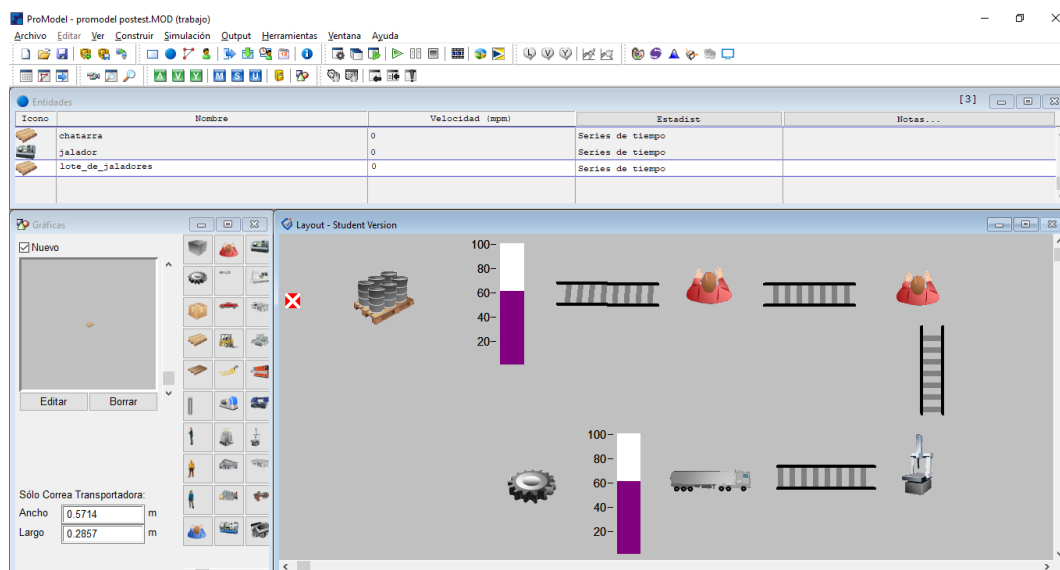 ProModel - promodel postest.MOD (trabajo)
Archivo Editar Ver Construir Simulación Output Herramientas Ventana Ayuda
Entidades [3]
Icono Nombre Velocidad (mpm) Estadist Notas...
chatarra 0 Series de tiempo
jalador 0 Series de tiempo
lote_de_jaladores 0 Series de tiempo
Gráficas
Nuevo
Editar Borrar
Sólo Correa Transportadora:
Ancho 0.5714 m
Largo 0.2857 m
Layout - Student Version
100-
80-
60-
40-
20-
100-
80-
60-
40-
20-